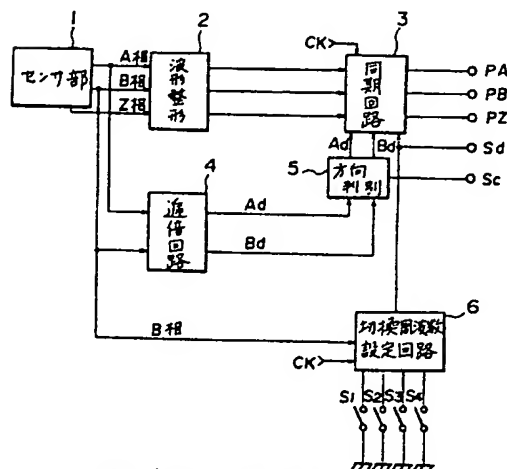 1
センサ部
A相
B相
Z相
2
波形整形
CK
3
同期回路
PA
PB
PZ
Sd
Sc
Ad
Bd
5
方向
判別
4
逓倍回路
Ad
Bd
B相
CK
切換周波数
設定回路
6
S1
S2
S3
S4